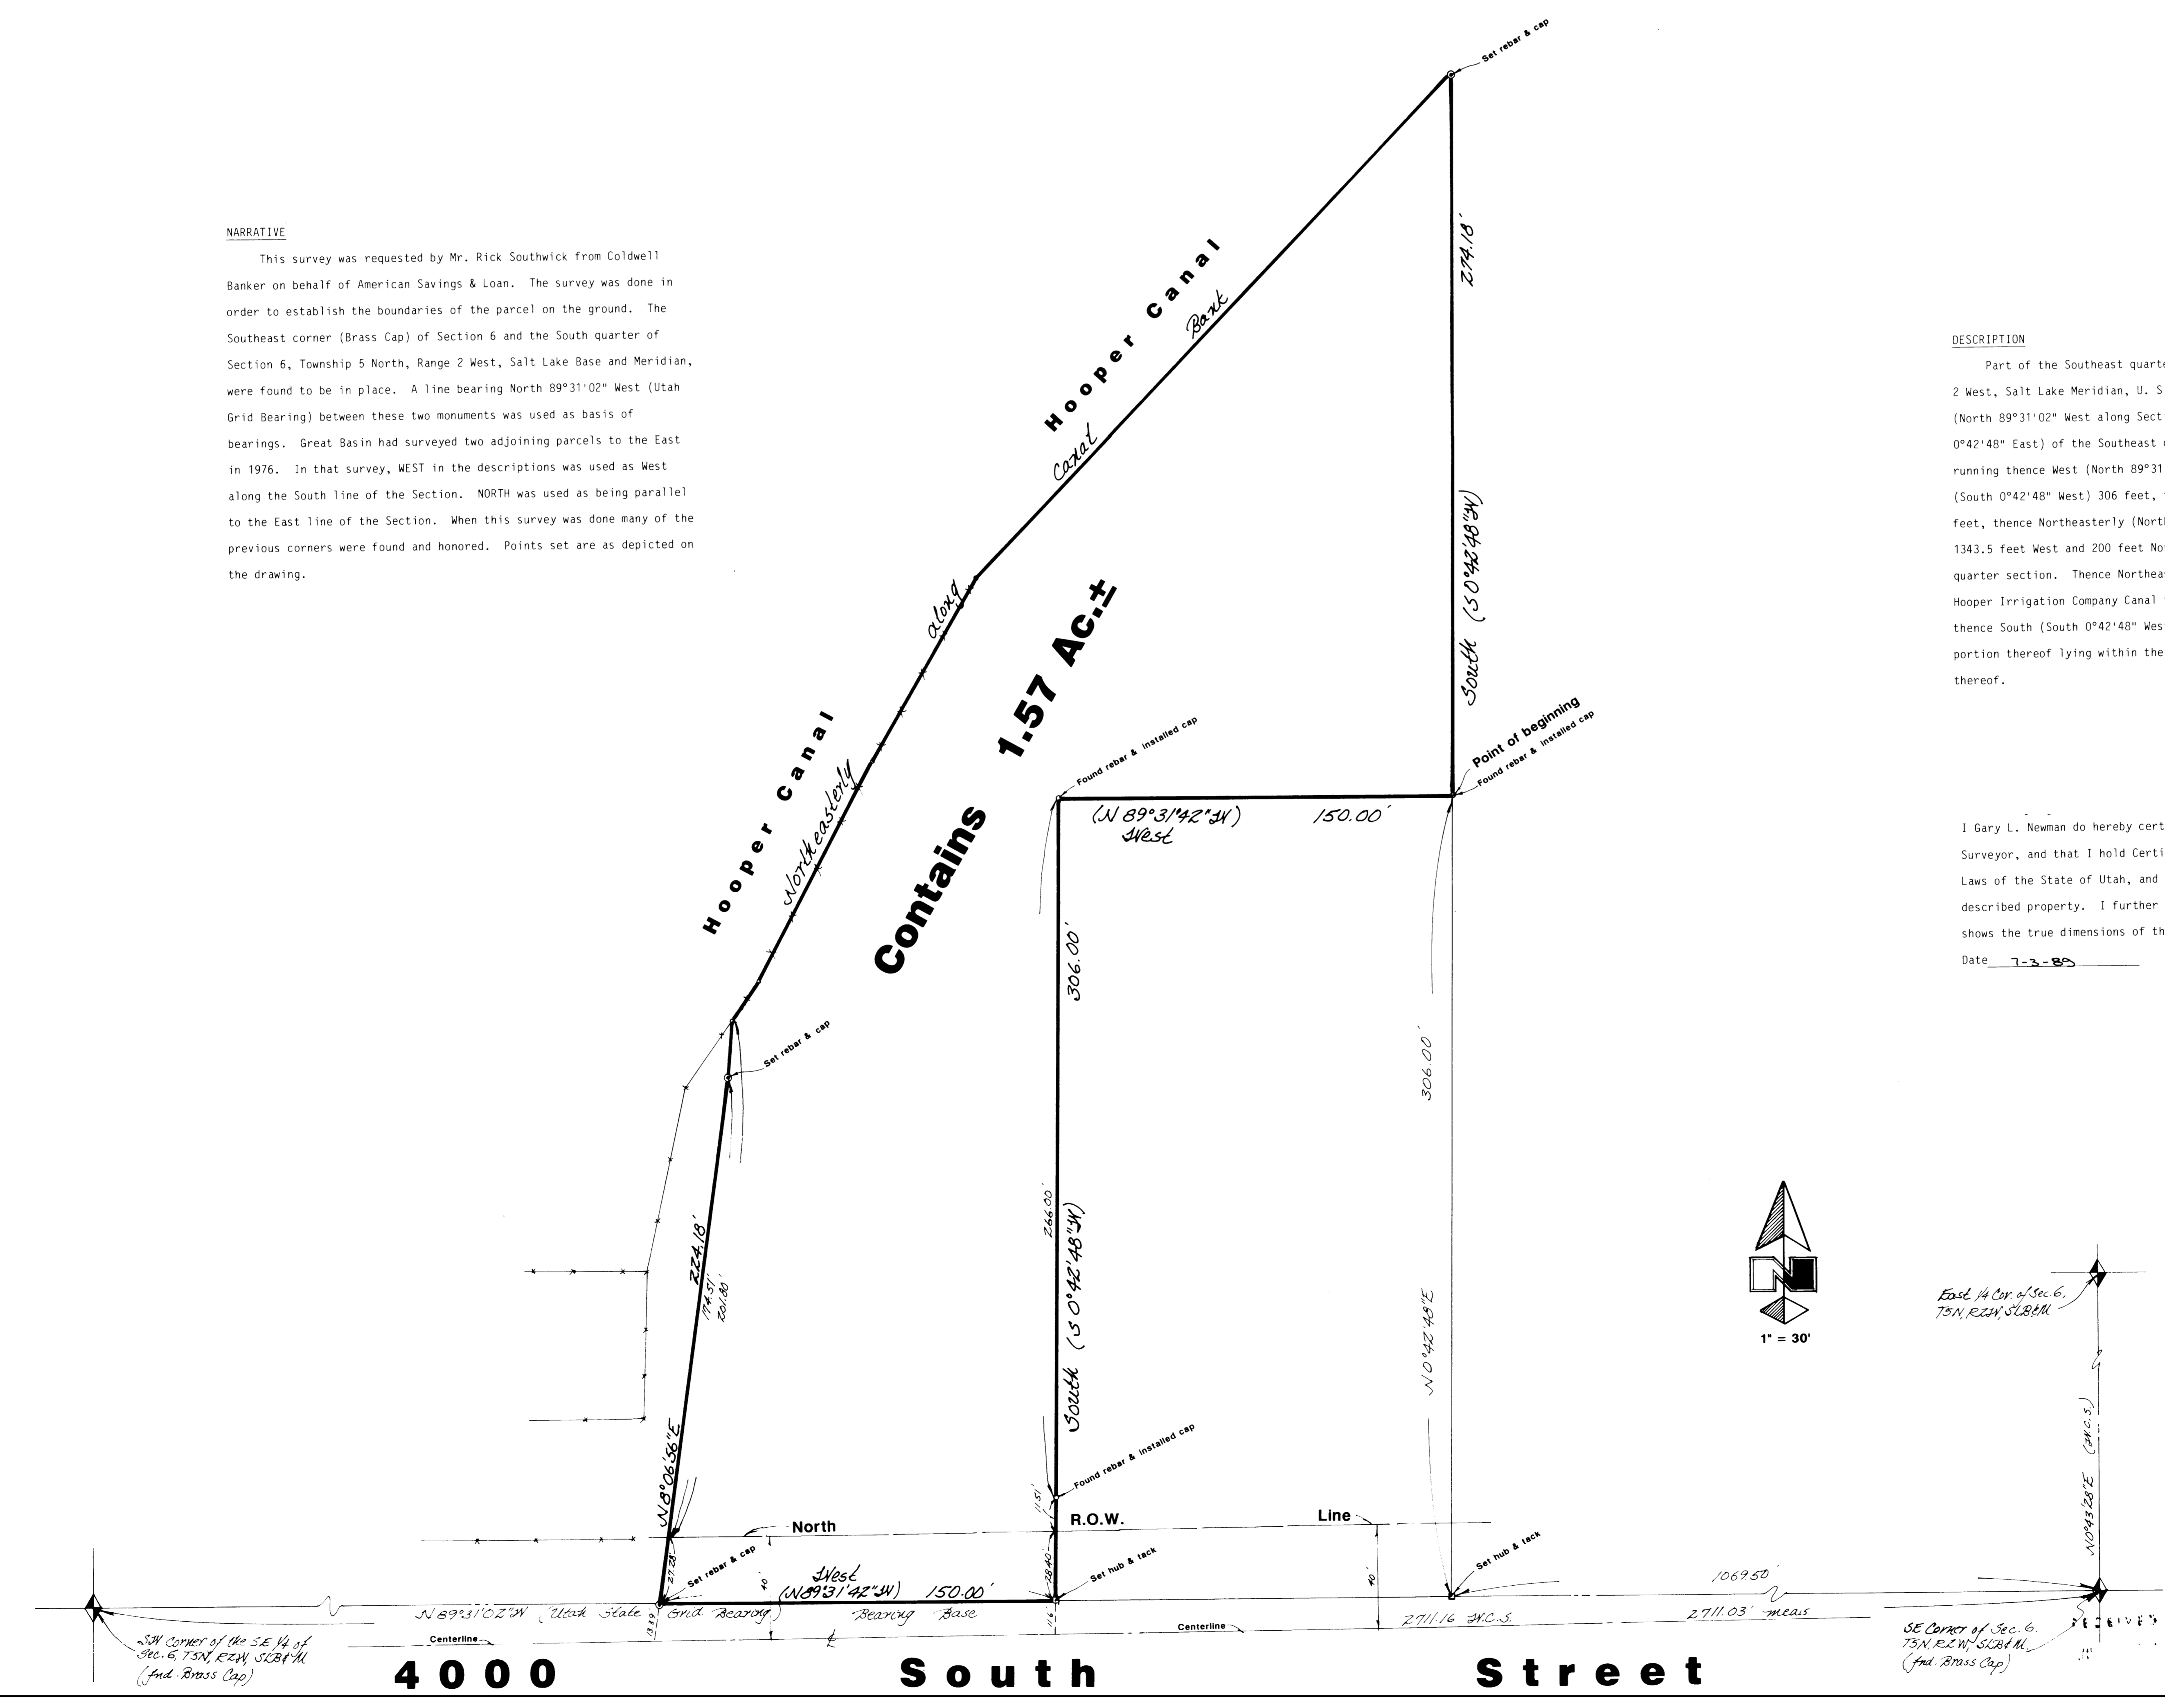 Set rebar & cap
NARRATIVE
This survey was requested by Mr. Rick Southwick from Coldwell
Banker on behalf of American Savings & Loan. The survey was done in
order to establish the boundaries of the parcel on the ground. The
Southeast corner (Brass Cap) of Section 6 and the South quarter of
Section 6, Township 5 North, Range 2 West, Salt Lake Base and Meridian,
were found to be in place. A line bearing North 89°31'02" West (Utah
Grid Bearing) between these two monuments was used as basis of
bearings. Great Basin had surveyed two adjoining parcels to the East
in 1976. In that survey, WEST in the descriptions was used as West
along the South line of the Section. NORTH was used as being parallel
to the East line of the Section. When this survey was done many of the
previous corners were found and honored. Points set are as depicted on
the drawing.
Hooper Canal
Canal Bank
274.18'
South (S 0°42'48"W)
DESCRIPTION
Part of the Southeast quarte
2 West, Salt Lake Meridian, U. S
(North 89°31'02" West along Sect
0°42'48" East) of the Southeast
running thence West (North 89°31
(South 0°42'48" West) 306 feet,
feet, thence Northeasterly (Nort
1343.5 feet West and 200 feet No
quarter section. Thence Northea
Hooper Irrigation Company Canal
thence South (South 0°42'48" Wes
portion thereof lying within the
thereof.
Hooper Canal
Northeasterly along
Contains 1.57 Ac.±
Found rebar & installed cap
Point of beginning
Found rebar & installed cap
(N 89°31'42"W) 150.00'
West
I Gary L. Newman do hereby cert
Surveyor, and that I hold Certi
Laws of the State of Utah, and
described property. I further
shows the true dimensions of th
Date 7-3-89
306.00'
306.00'
Set rebar & cap
266.00'
South (S 0°42'48"W)
N 0°42'48"E
224.18'
174.51'
201.80'
N 8°06'56"E
N
1" = 30'
East 1/4 Cor. of Sec. 6,
T5N, R2W, SLB&M
N 0°43'28"E (W.C.S.)
Found rebar & installed cap
11.51'
North R.O.W. Line
27.28'
Set rebar & cap
40'
28.40'
Set hub & tack
40'
Set hub & tack
West
(N 89°31'42"W) 150.00'
1069.50
N 89°31'02"W (Utah State Grid Bearing) Bearing Base
2711.16 W.C.S.
2711.03' meas
13.39
11.6
Centerline
Centerline
SW Corner of the SE 1/4 of
Sec. 6, T5N, R2W, SLB&M
(fnd. Brass Cap)
SE Corner of Sec. 6.
T5N, R2W, SLB&M,
(fnd. Brass Cap)
RECEIVED
4000 South Street